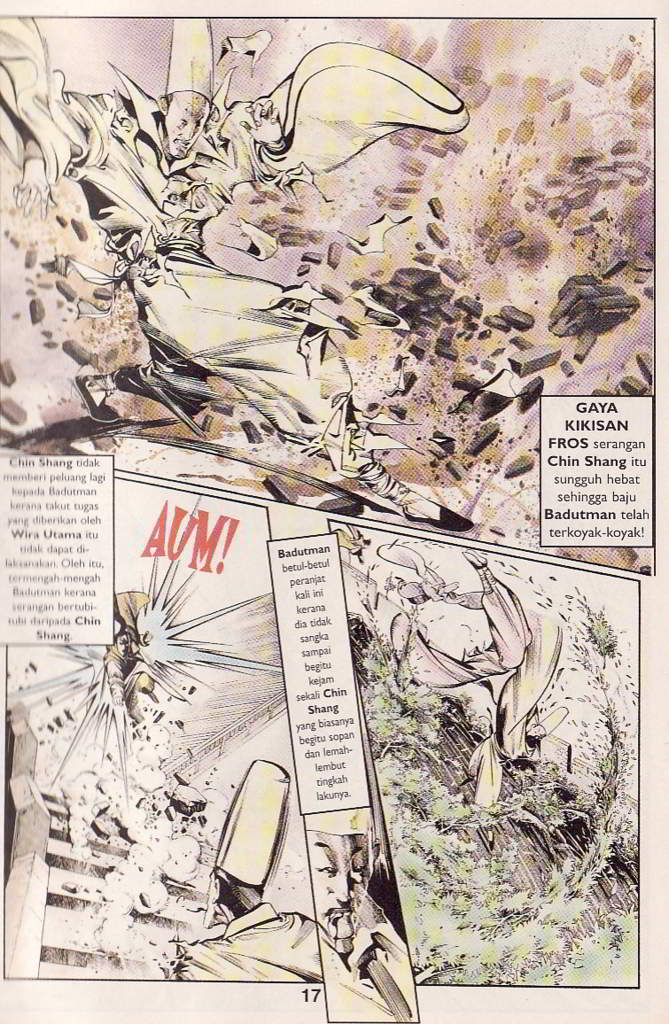 GAYA
KIKISAN
FROS serangan
Chin Shang itu
sungguh hebat
sehingga baju
Badutman telah
terkoyak-koyak!
Chin Shang tidak
memberi peluang lagi
kepada Badutman
kerana takut tugas
yang diberikan oleh
Wira Utama itu
tidak dapat di-
laksanakan. Oleh itu,
termengah-mengah
Badutman kerana
serangan bertubi-
tubi daripada Chin
Shang.
AUM!
Badutman
betul-betul
peranjat
kali ini
kerana
dia tidak
sangka
sampai
begitu
kejam
sekali Chin
Shang
yang biasanya
begitu sopan
dan lemah-
lembut
tingkah
lakunya.
17